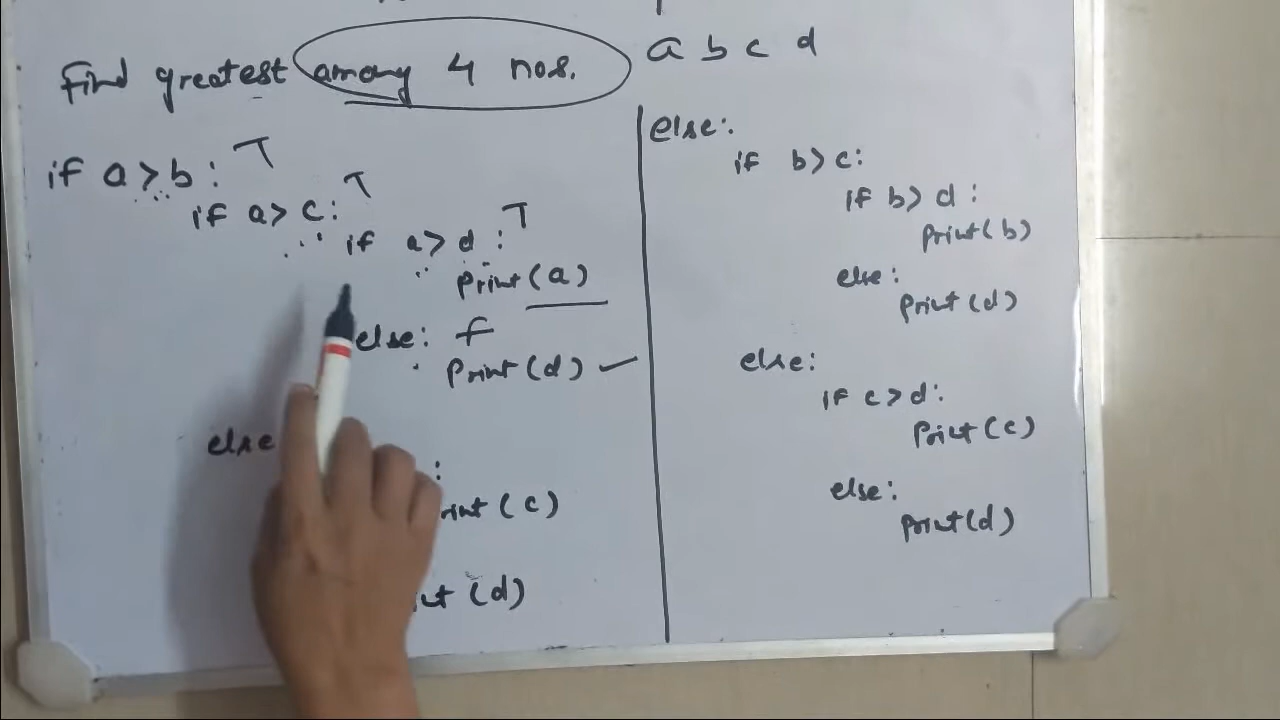 Find greatest among 4 nos.
a b c d
if a>b: T
if a>c: T
if a>d: T
print(a)
else: f
Print(d)
else
:
(c)
(d)
else:
if b>c:
if b>d:
print(b)
else:
print(d)
else:
if c>d:
print(c)
else:
print(d)